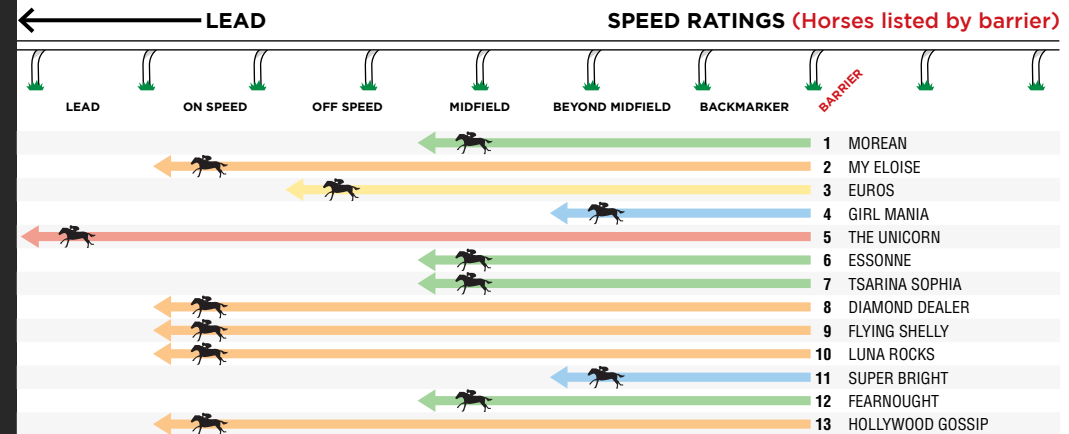 LEAD SPEED RATINGS (Horses listed by barrier)
LEAD ON SPEED OFF SPEED MIDFIELD BEYOND MIDFIELD BACKMARKER BARRIER
1 MOREAN
2 MY ELOISE
3 EUROS
4 GIRL MANIA
5 THE UNICORN
6 ESSONNE
7 TSARINA SOPHIA
8 DIAMOND DEALER
9 FLYING SHELLY
10 LUNA ROCKS
11 SUPER BRIGHT
12 FEARNOUGHT
13 HOLLYWOOD GOSSIP